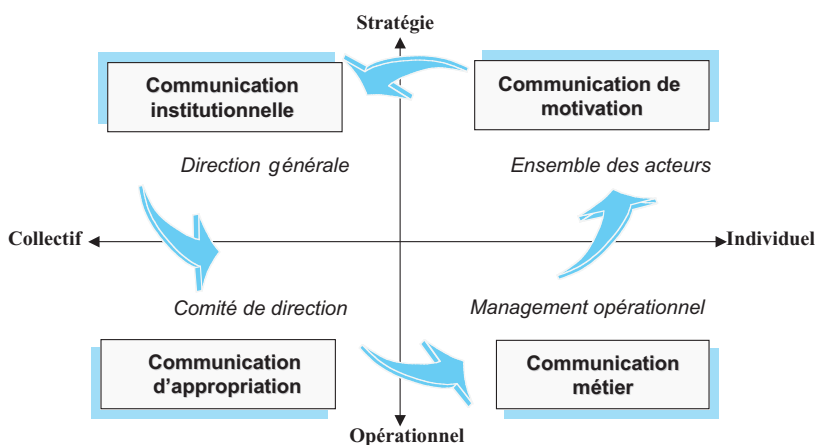 Stratégie
Communication
institutionnelle
Communication de
motivation
Direction générale
Ensemble des acteurs
Collectif
Individuel
Comité de direction
Management opérationnel
Communication
d'appropriation
Communication
métier
Opérationnel